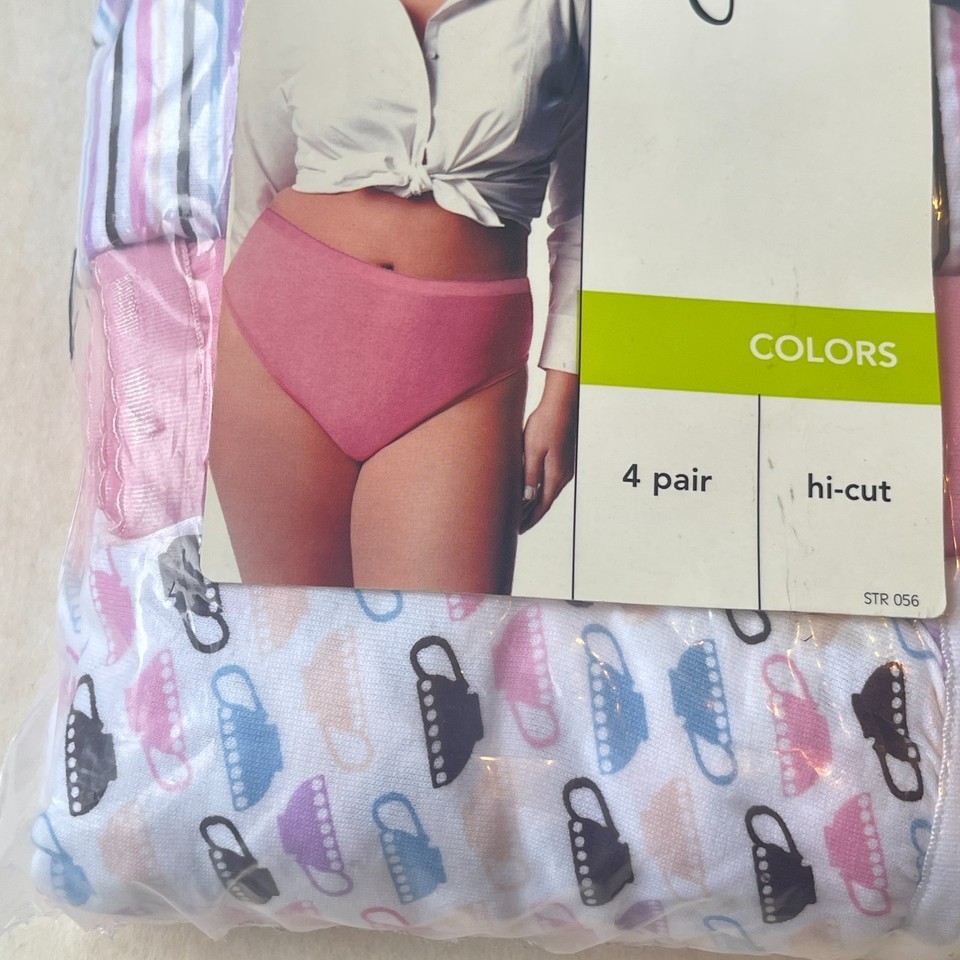 COLORS
4 pair
hi-cut
STR 056